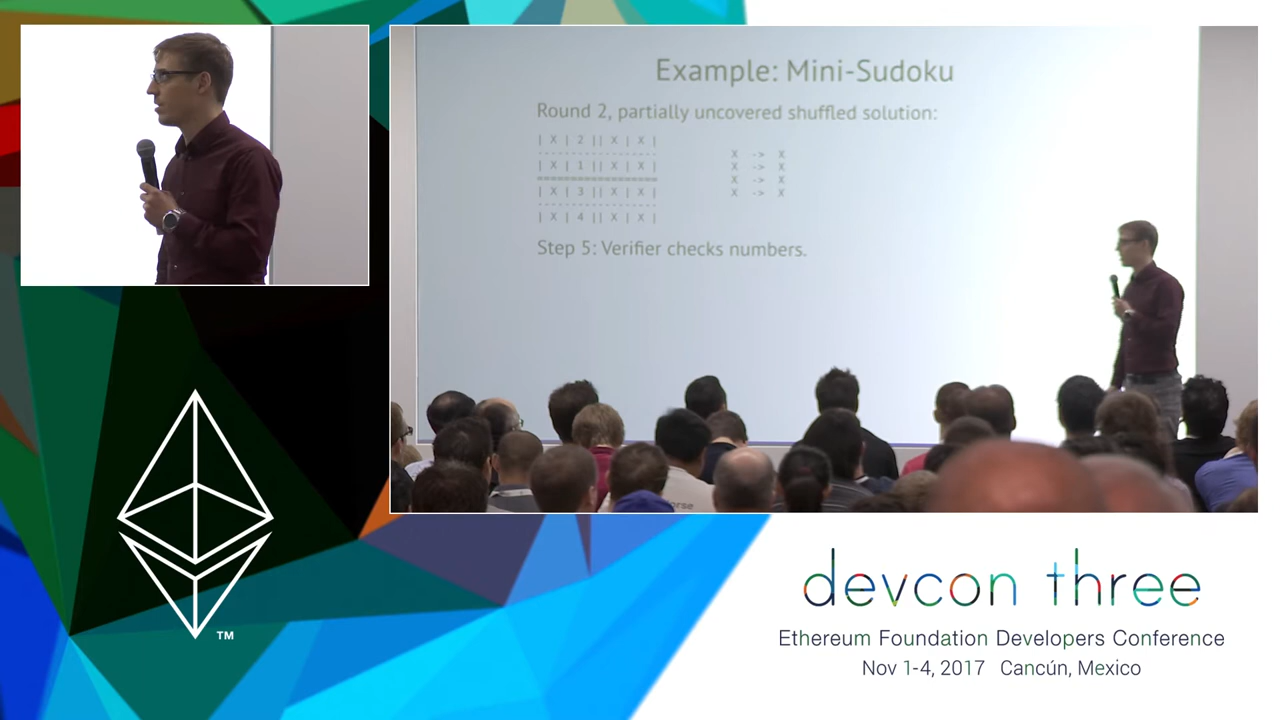 Example: Mini-Sudoku
Round 2, partially uncovered shuffled solution:
| X | 2 || X | X |
-----------------
| X | 1 || X | X |
=================
| X | 3 || X | X |
-----------------
| X | 4 || X | X |
X -> X
X -> X
X -> X
X -> X
Step 5: Verifier checks numbers.
TM
devcon three
Ethereum Foundation Developers Conference
Nov 1-4, 2017 Cancún, Mexico